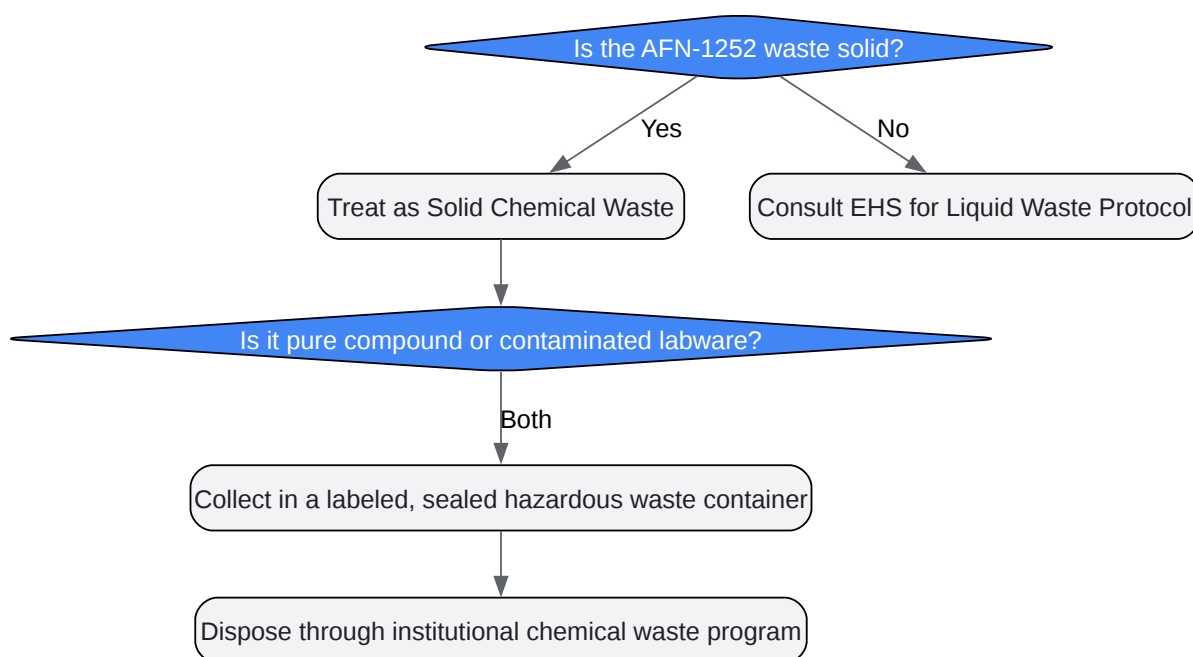 Is the AFN-1252 waste solid?
Yes
No
Treat as Solid Chemical Waste
Consult EHS for Liquid Waste Protocol
Is it pure compound or contaminated labware?
Both
Collect in a labeled, sealed hazardous waste container
Dispose through institutional chemical waste program